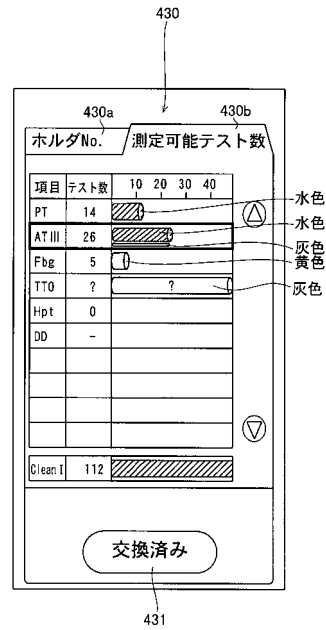 430
430a
430b
ホルダNo.
測定可能テスト数
項目 テスト数 10 20 30 40
PT 14
水色
ATIII 26
水色
灰色
Fbg 5
黄色
TTO ? ?
灰色
Hpt 0
DD -
Clean I 112
交換済み
431